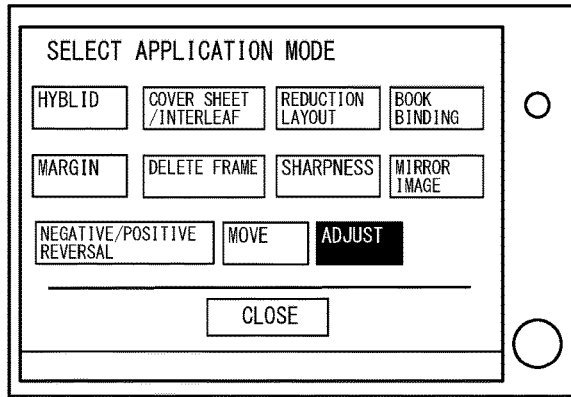 SELECT APPLICATION MODE
HYBLID
COVER SHEET
/INTERLEAF
REDUCTION
LAYOUT
BOOK
BINDING
MARGIN
DELETE FRAME
SHARPNESS
MIRROR
IMAGE
NEGATIVE/POSITIVE
REVERSAL
MOVE
ADJUST
CLOSE